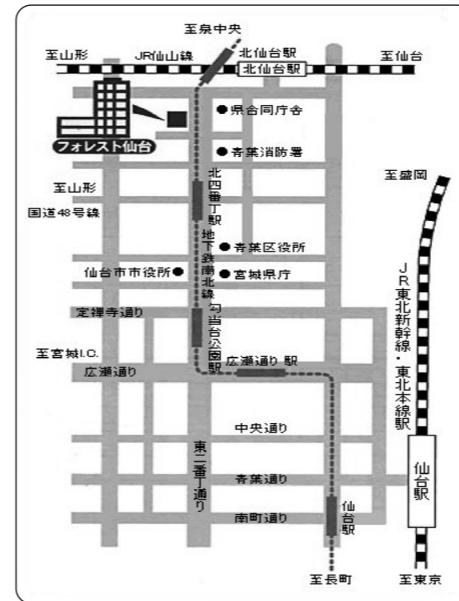 至泉中央
至山形
JR仙山線
北仙台駅
至仙台
北仙台駅
県合同庁舎
フォレスト仙台
青葉消防署
至盛岡
至山形
北四番丁駅
国道48号線
地下鉄南北線
青葉区役所
仙台市市役所
宮城県庁
JR東北新幹線・東北本線駅
定禅寺通り
勾当台公園駅
至宮城I.C.
広瀬通り 駅
広瀬通り
中央通り
東二番丁通り
青葉通り
仙台駅
南町通り
仙台駅
至長町
至東京